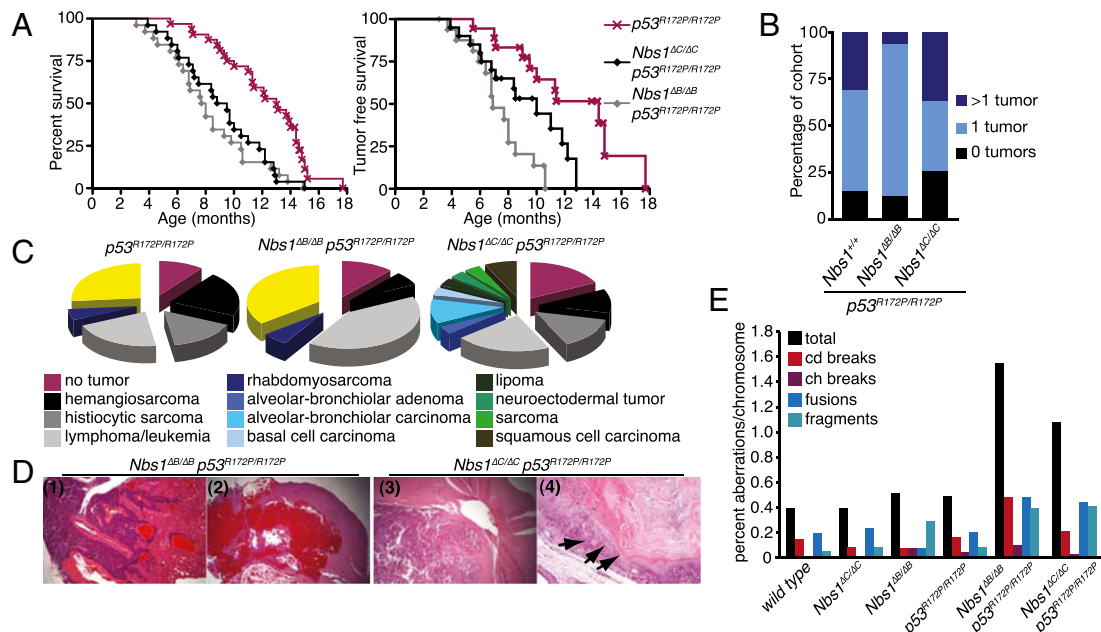 A
Percent survival
100
75
50
25
0
0 2 4 6 8 10 12 14 16 18
Age (months)
Tumor free survival
100
75
50
25
0
0 2 4 6 8 10 12 14 16 18
Age (months)
p53R172P/R172P
Nbs1ΔC/ΔC
p53R172P/R172P
Nbs1ΔB/ΔB
p53R172P/R172P
B
Percentage of cohort
100
75
50
25
0
>1 tumor
1 tumor
0 tumors
Nbs1+/+
Nbs1ΔB/ΔB
Nbs1ΔC/ΔC
p53R172P/R172P
C
p53R172P/R172P
Nbs1ΔB/ΔB p53R172P/R172P
Nbs1ΔC/ΔC p53R172P/R172P
no tumor
hemangiosarcoma
histiocytic sarcoma
lymphoma/leukemia
rhabdomyosarcoma
alveolar-bronchiolar adenoma
alveolar-bronchiolar carcinoma
basal cell carcinoma
lipoma
neuroectodermal tumor
sarcoma
squamous cell carcinoma
D
Nbs1ΔB/ΔB p53R172P/R172P
Nbs1ΔC/ΔC p53R172P/R172P
(1)
(2)
(3)
(4)
E
percent aberrations/chromosome
1.8
1.6
1.4
1.2
1.0
0.8
0.6
0.4
0.2
0
total
cd breaks
ch breaks
fusions
fragments
wild type
Nbs1ΔC/ΔC
Nbs1ΔB/ΔB
p53R172P/R172P
Nbs1ΔB/ΔB
p53R172P/R172P
Nbs1ΔC/ΔC
p53R172P/R172P